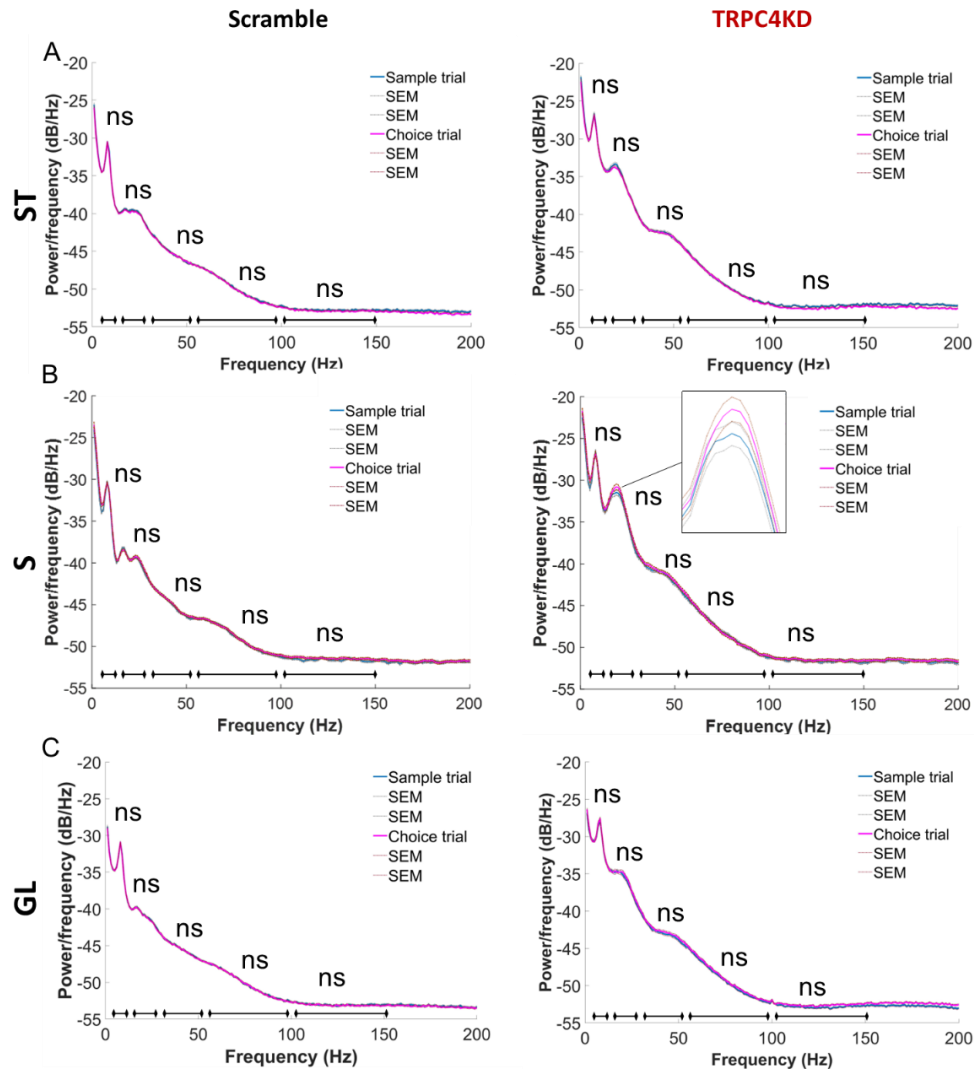 Scramble
TRPC4KD
A
ST
Power/frequency (dB/Hz)
-20
-25
-30
-35
-40
-45
-50
-55
ns
ns
ns
ns
ns
Sample trial
SEM
SEM
Choice trial
SEM
SEM
0 50 100 150 200
Frequency (Hz)
Power/frequency (dB/Hz)
-20
-25
-30
-35
-40
-45
-50
-55
ns
ns
ns
ns
ns
Sample trial
SEM
SEM
Choice trial
SEM
SEM
0 50 100 150 200
Frequency (Hz)
B
S
Power/frequency (dB/Hz)
-20
-25
-30
-35
-40
-45
-50
-55
ns
ns
ns
ns
ns
Sample trial
SEM
SEM
Choice trial
SEM
SEM
0 50 100 150 200
Frequency (Hz)
Power/frequency (dB/Hz)
-20
-25
-30
-35
-40
-45
-50
-55
ns
ns
ns
ns
ns
Sample trial
SEM
SEM
Choice trial
SEM
SEM
0 50 100 150 200
Frequency (Hz)
C
GL
Power/frequency (dB/Hz)
-20
-25
-30
-35
-40
-45
-50
-55
ns
ns
ns
ns
ns
Sample trial
SEM
SEM
Choice trial
SEM
SEM
0 50 100 150 200
Frequency (Hz)
Power/frequency (dB/Hz)
-20
-25
-30
-35
-40
-45
-50
-55
ns
ns
ns
ns
ns
Sample trial
SEM
SEM
Choice trial
SEM
SEM
0 50 100 150 200
Frequency (Hz)